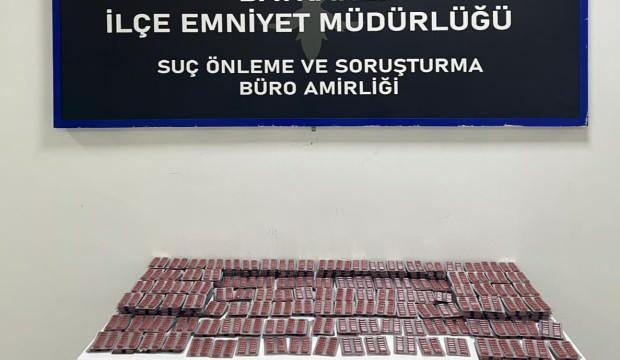 İLÇE EMNİYET MÜDÜRLÜĞÜ
SUÇ ÖNLEME VE SORUŞTURMA
BÜRO AMİRLİĞİ